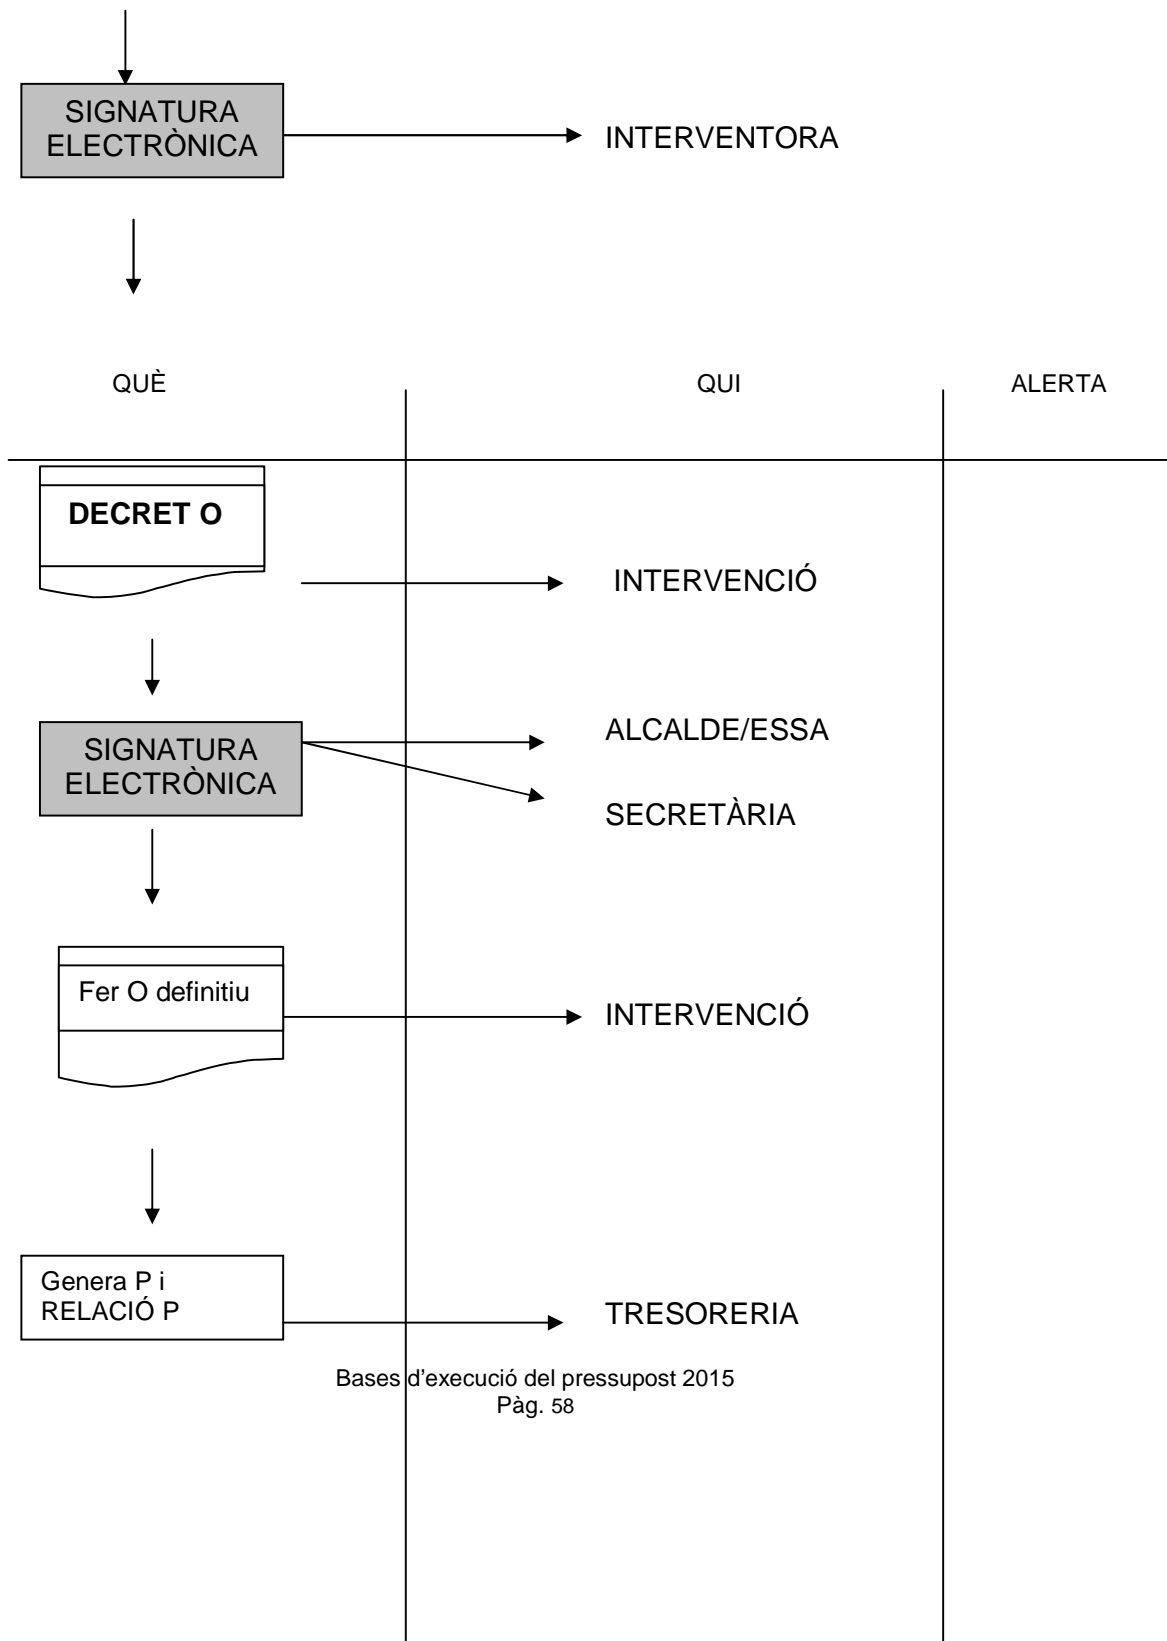 SIGNATURA
ELECTRÒNICA
INTERVENTORA
QUÈ
QUI
ALERTA
DECRET O
INTERVENCIÓ
SIGNATURA
ELECTRÒNICA
ALCALDE/ESSA
SECRETÀRIA
Fer O definitiu
INTERVENCIÓ
Genera P i
RELACIÓ P
TRESORERIA
Bases d'execució del pressupost 2015
Pàg. 58